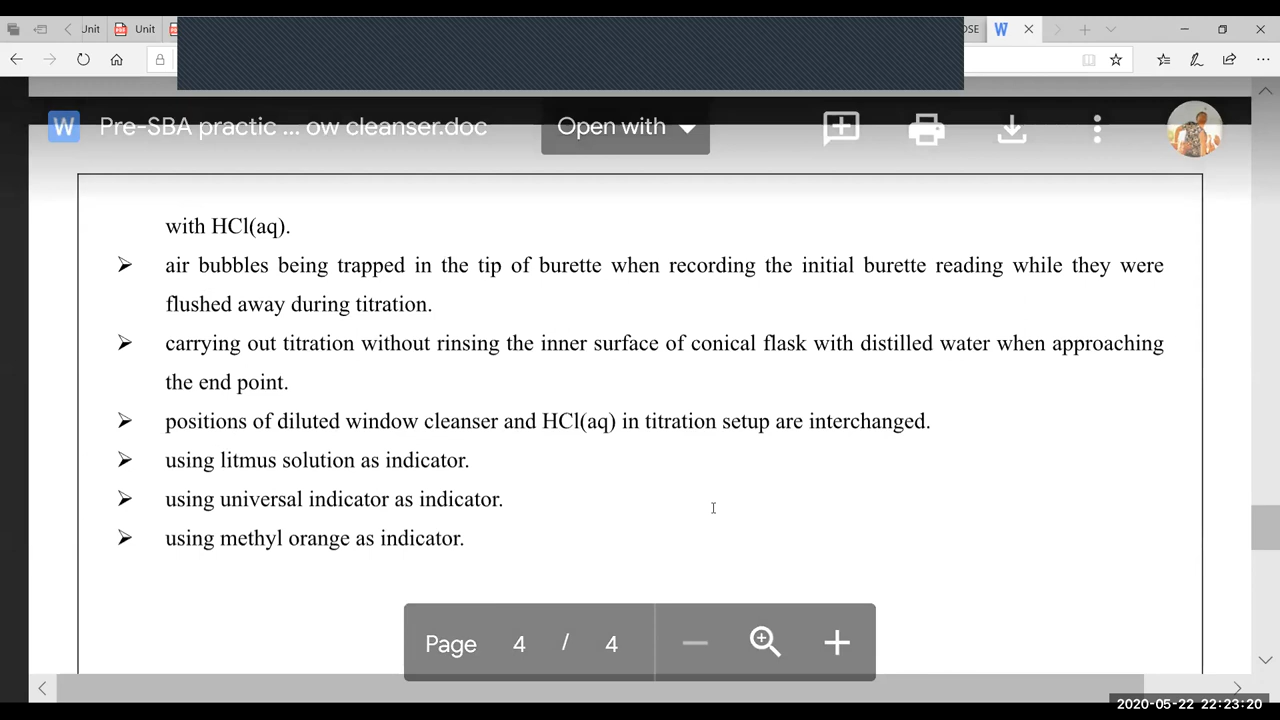 Unit
Unit
OSE
W
Pre-SBA practic ... ow cleanser.doc
Open with
with HCl(aq).
➢ air bubbles being trapped in the tip of burette when recording the initial burette reading while they were
flushed away during titration.
➢ carrying out titration without rinsing the inner surface of conical flask with distilled water when approaching
the end point.
➢ positions of diluted window cleanser and HCl(aq) in titration setup are interchanged.
➢ using litmus solution as indicator.
➢ using universal indicator as indicator.
➢ using methyl orange as indicator.
Page 4 / 4
2020-05-22 22:23:20